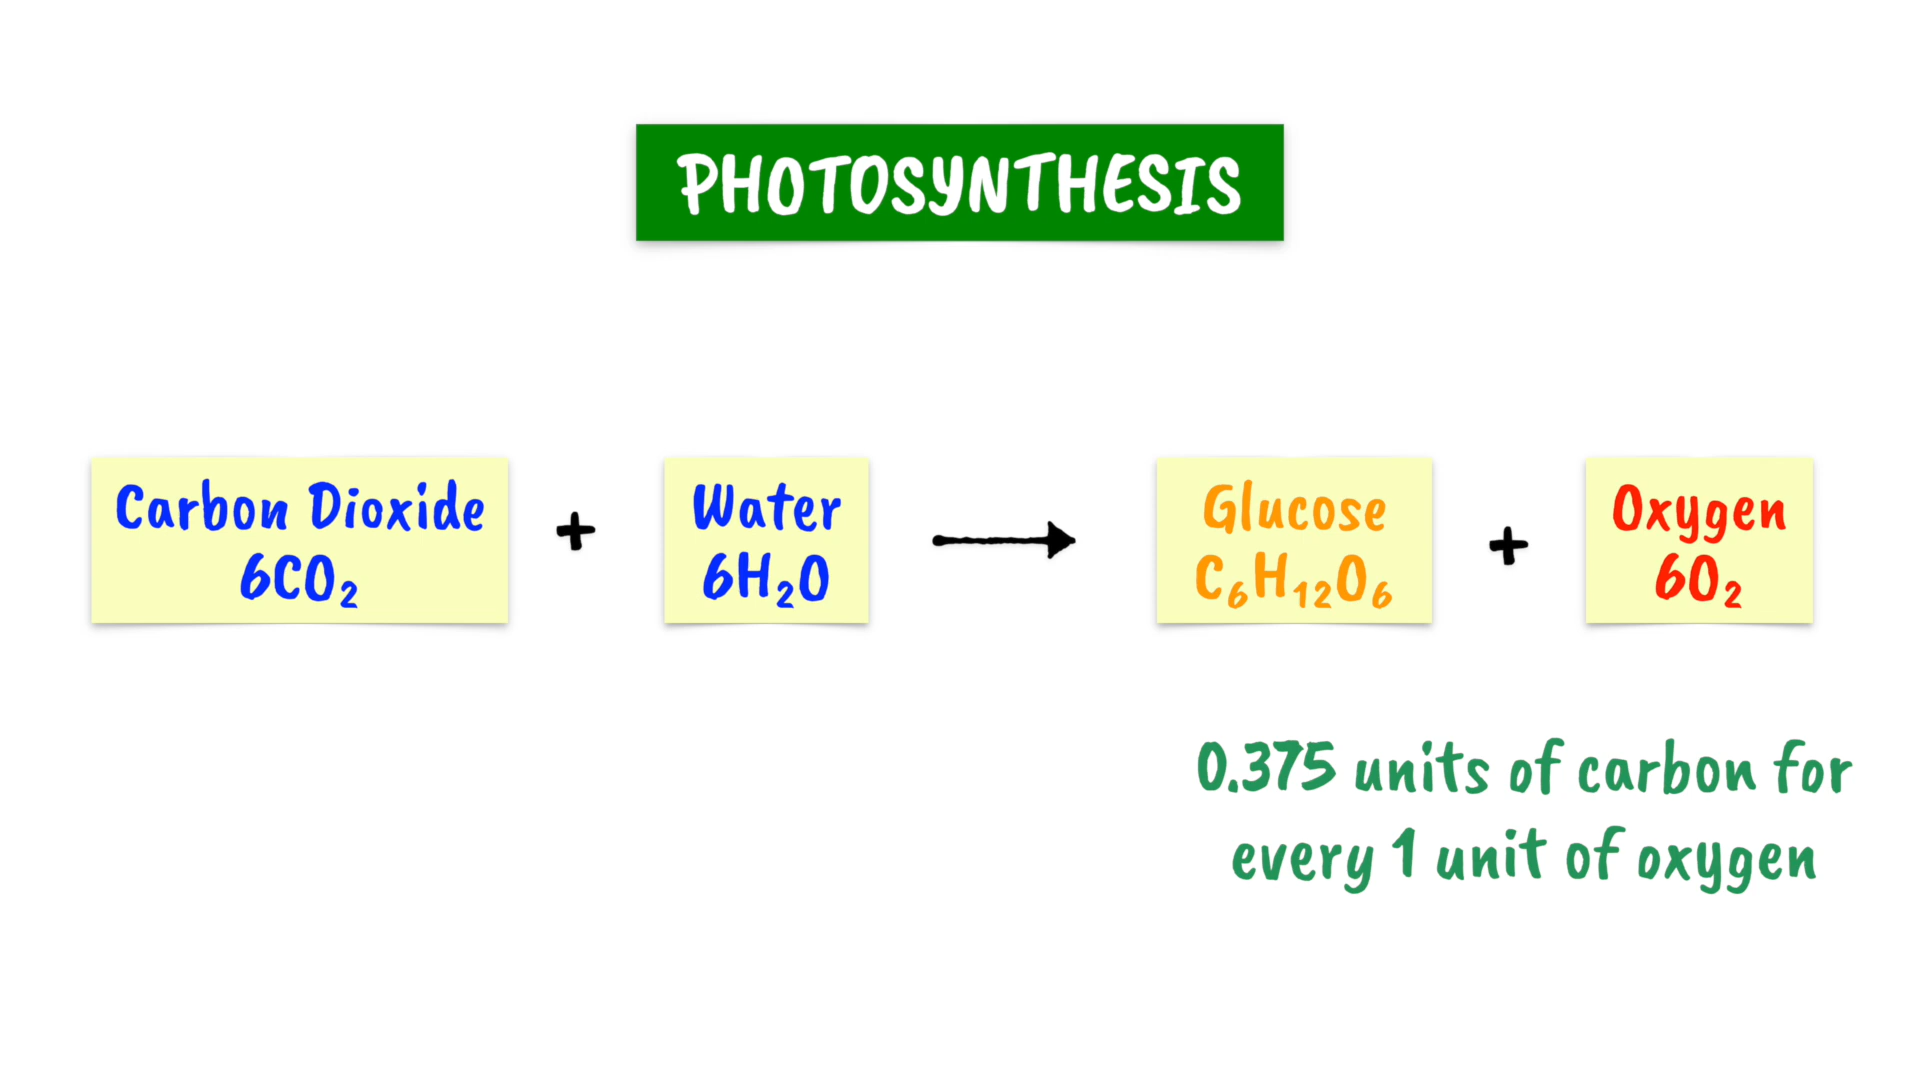 PHOTOSYNTHESIS
Carbon Dioxide
6CO₂
+
Water
6H₂O
Glucose
C₆H₁₂O₆
+
Oxygen
6O₂
0.375 units of carbon for
every 1 unit of oxygen